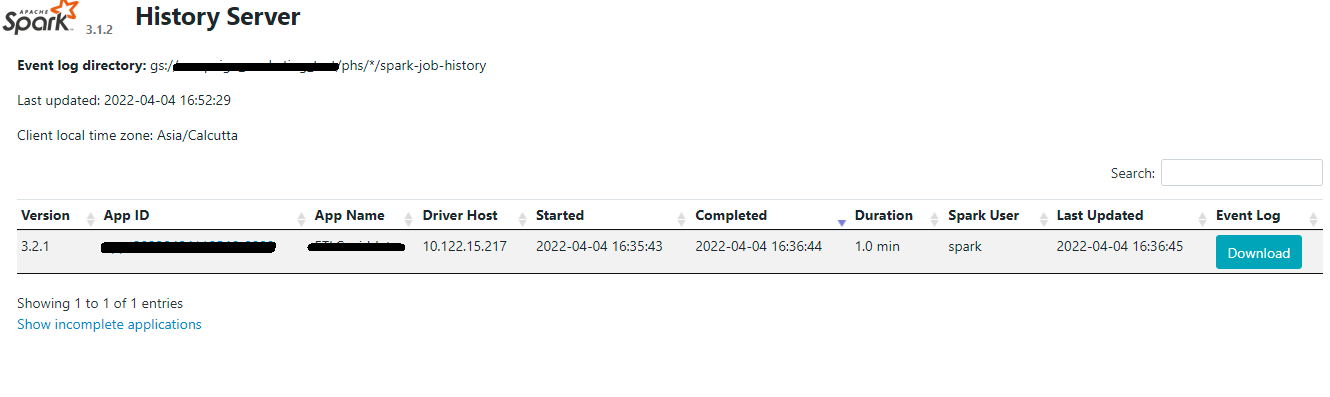 APACHE
Spark 3.1.2 History Server
Event log directory: gs:// /phs/*/spark-job-history
Last updated: 2022-04-04 16:52:29
Client local time zone: Asia/Calcutta
Search:
Version App ID App Name Driver Host Started Completed Duration Spark User Last Updated Event Log
3.2.1 10.122.15.217 2022-04-04 16:35:43 2022-04-04 16:36:44 1.0 min spark 2022-04-04 16:36:45 Download
Showing 1 to 1 of 1 entries
Show incomplete applications